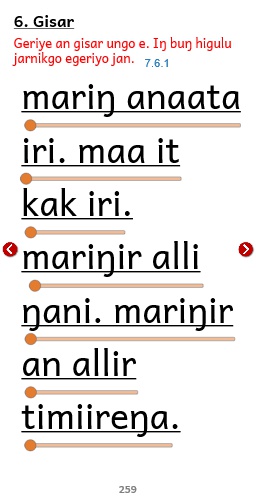 6. Gisar
Geriye an gisar ungo e. Iŋ buŋ higulu
jarnikgo egeriyo jan. 7.6.1
mariŋ anaata
iri. maa it
kak iri.
mariŋir alli
ŋani. mariŋir
an allir
timiireŋa.
259